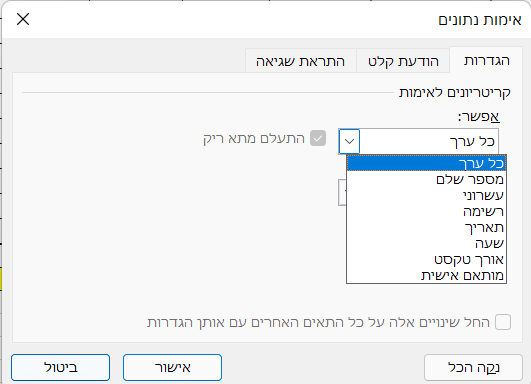 אימות נתונים
הגדרות
הודעת קלט
התראת שגיאה
קריטריונים לאימות
אפשר:
כל ערך
התעלם מתא ריק
כל ערך
מספר שלם
עשרוני
רשימה
תאריך
שעה
אורך טקסט
מותאם אישית
החל שינויים אלה על כל התאים האחרים עם אותן הגדרות
נקה הכל
אישור
ביטול